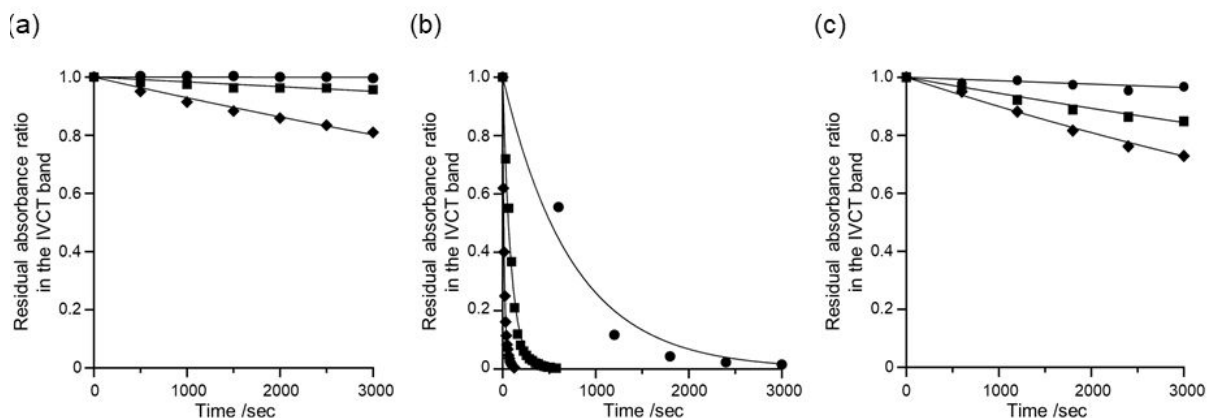 (a)
Residual absorbance ratio
in the IVCT band
1.0
0.8
0.6
0.4
0.2
0
0 1000 2000 3000
Time /sec
(b)
Residual absorbance ratio
in the IVCT band
1.0
0.8
0.6
0.4
0.2
0
0 1000 2000 3000
Time /sec
(c)
Residual absorbance ratio
in the IVCT band
1.0
0.8
0.6
0.4
0.2
0
0 1000 2000 3000
Time /sec